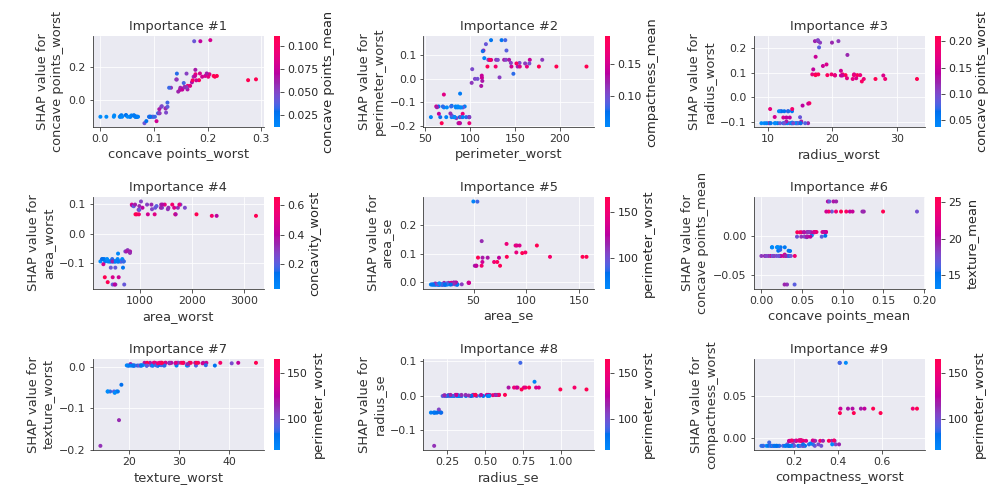 Importance #1
SHAP value for
concave points_worst
0.2
0.0
0.0
0.1
0.2
0.3
concave points_worst
0.100
0.075
0.050
0.025
concave points_mean
Importance #2
SHAP value for
perimeter_worst
0.1
0.0
−0.1
−0.2
50
100
150
200
perimeter_worst
0.15
0.10
compactness_mean
Importance #3
SHAP value for
radius_worst
0.2
0.1
0.0
−0.1
10
20
30
radius_worst
0.20
0.15
0.10
0.05
concave points_worst
Importance #4
SHAP value for
area_worst
0.1
0.0
−0.1
1000
2000
3000
area_worst
0.6
0.4
0.2
concavity_worst
Importance #5
SHAP value for
area_se
0.2
0.1
0.0
50
100
150
area_se
150
100
perimeter_worst
Importance #6
SHAP value for
concave points_mean
0.00
−0.05
0.00
0.05
0.10
0.15
0.20
concave points_mean
25
20
15
texture_mean
Importance #7
SHAP value for
texture_worst
0.0
−0.1
−0.2
20
30
40
texture_worst
150
100
perimeter_worst
Importance #8
SHAP value for
radius_se
0.1
0.0
−0.1
0.25
0.50
0.75
1.00
radius_se
150
100
perimeter_worst
Importance #9
SHAP value for
compactness_worst
0.05
0.00
0.2
0.4
0.6
compactness_worst
150
100
perimeter_worst